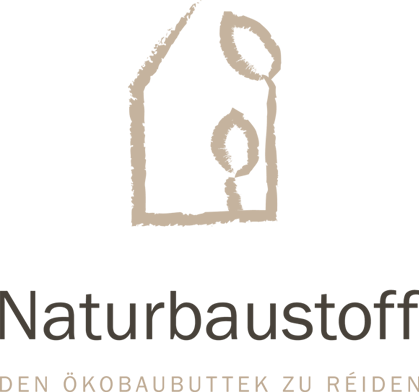 Naturbaustoff
DEN ÖKOBAUBUTTEK ZU RÉIDEN